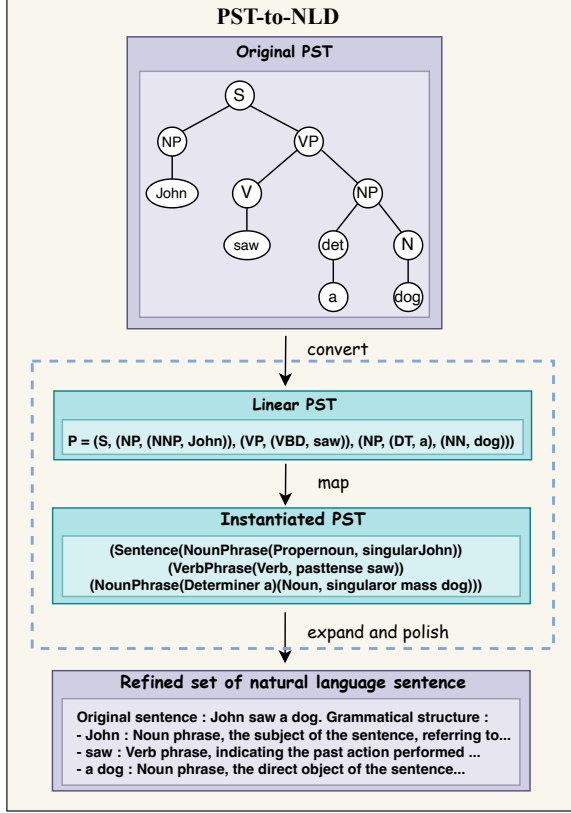 PST-to-NLD
Original PST
S
NP
VP
John
V
NP
saw
det
N
a
dog
convert
Linear PST
P = (S, (NP, (NNP, John)), (VP, (VBD, saw)), (NP, (DT, a), (NN, dog)))
map
Instantiated PST
(Sentence(NounPhrase(Propernoun, singularJohn))
(VerbPhrase(Verb, pasttense saw))
(NounPhrase(Determiner a)(Noun, singularor mass dog)))
expand and polish
Refined set of natural language sentence
Original sentence : John saw a dog. Grammatical structure :
- John : Noun phrase, the subject of the sentence, referring to...
- saw : Verb phrase, indicating the past action performed ...
- a dog : Noun phrase, the direct object of the sentence...